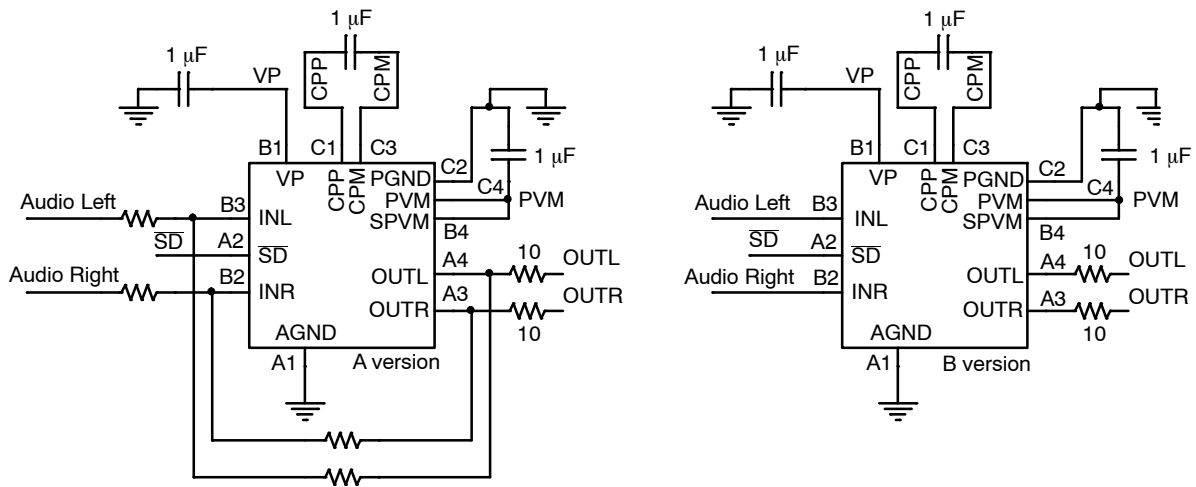 1 μF
1 μF
VP
CPP
CPM
B1
C1
C3
C2
1 μF
VP
CPP
CPM
PGND
C4
PVM
PVM
SPVM
B4
Audio Left
B3
INL
SD
A2
SD
Audio Right
B2
INR
OUTL
A4
10
OUTL
OUTR
A3
OUTR
10
AGND
A1
A version
1 μF
1 μF
VP
CPP
CPM
B1
C1
C3
C2
1 μF
VP
CPP
CPM
PGND
C4
PVM
PVM
SPVM
B4
Audio Left
B3
INL
SD
A2
SD
Audio Right
B2
INR
OUTL
A4
10
OUTL
OUTR
A3
OUTR
10
AGND
A1
B version